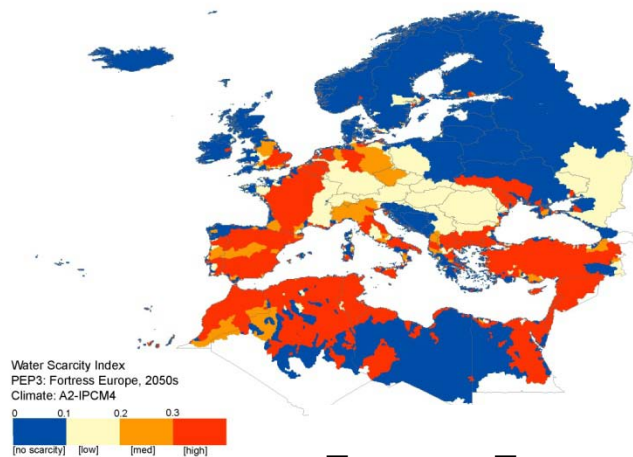 Water Scarcity Index
PEP3: Fortress Europe, 2050s
Climate: A2-IPCM4
0 0.1 0.2 0.3
[no scarcity] [low] [med] [high]